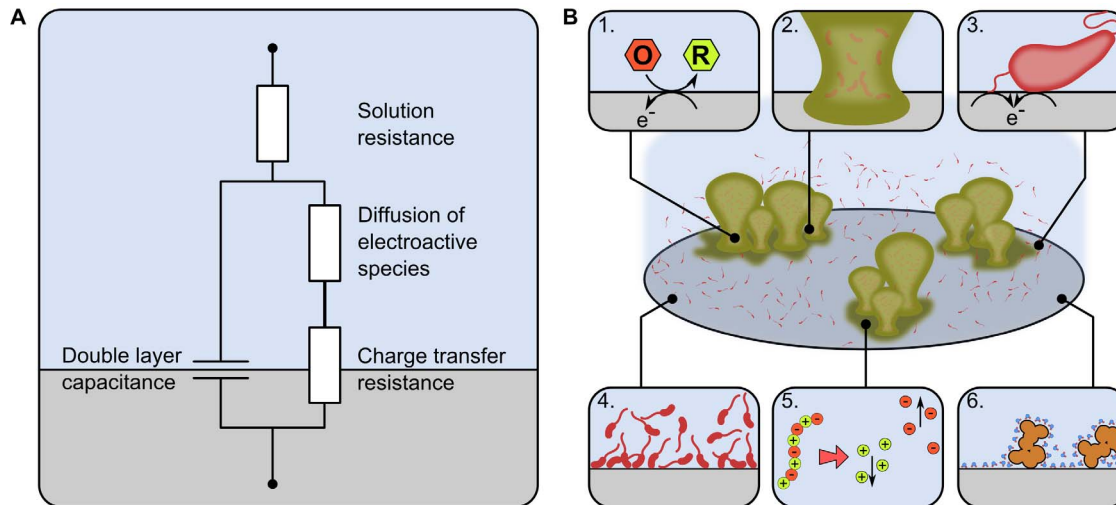 A
Solution
resistance
Diffusion of
electroactive
species
Double layer
capacitance
Charge transfer
resistance
B
1.
O
R
e-
2.
3.
e-
4.
5.
+
-
6.